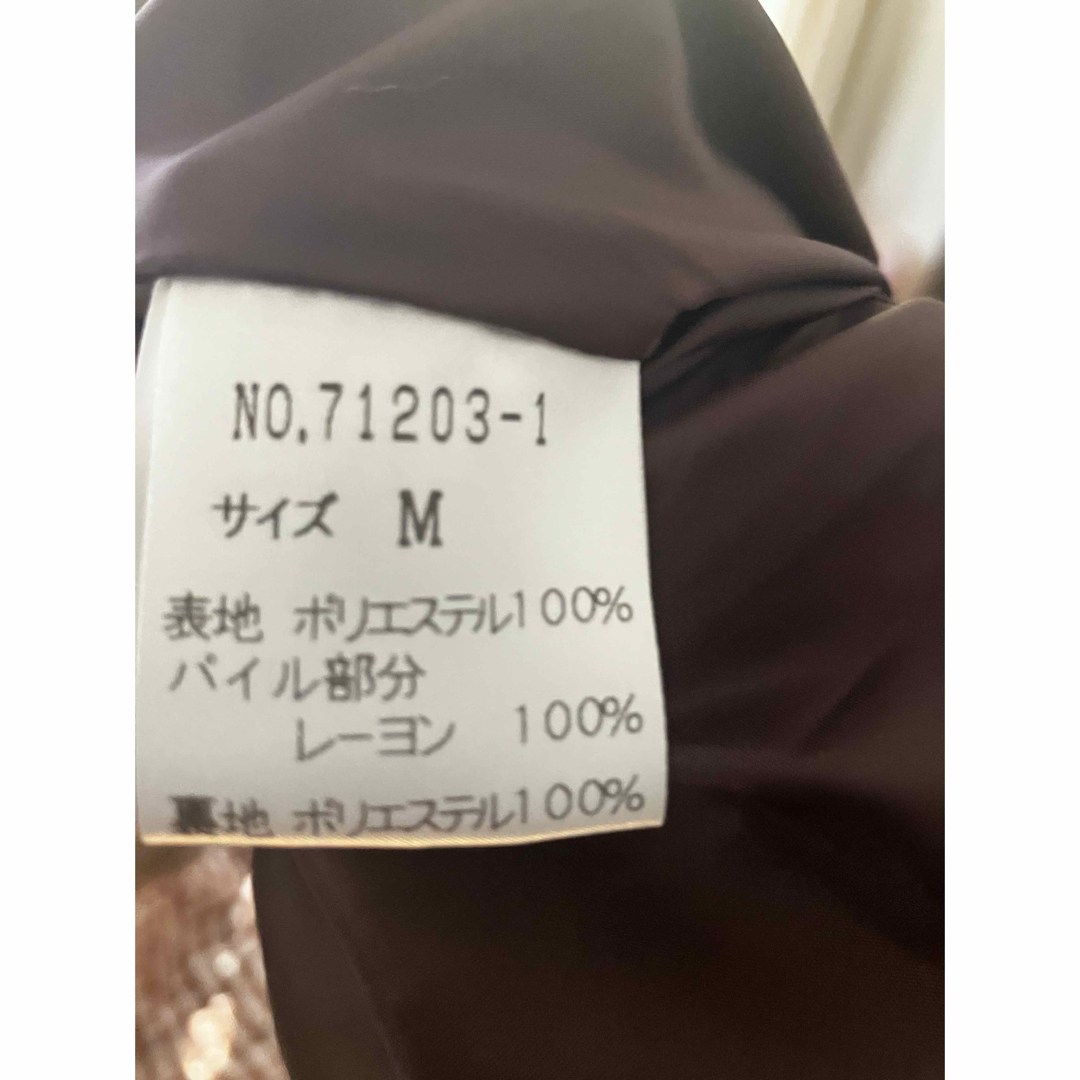 NO.71203-1
サイズ M
表地 ポリエステル100%
パイル部分
レーヨン 100%
裏地 ポリエステル100%